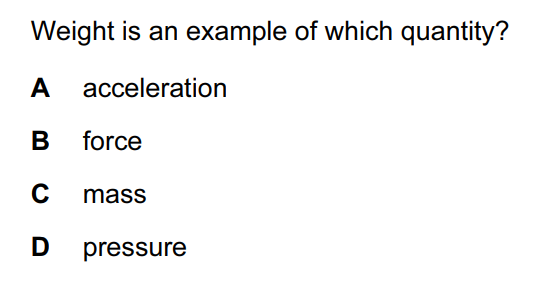 Weight is an example of which quantity?
A acceleration
B force
C mass
D pressure